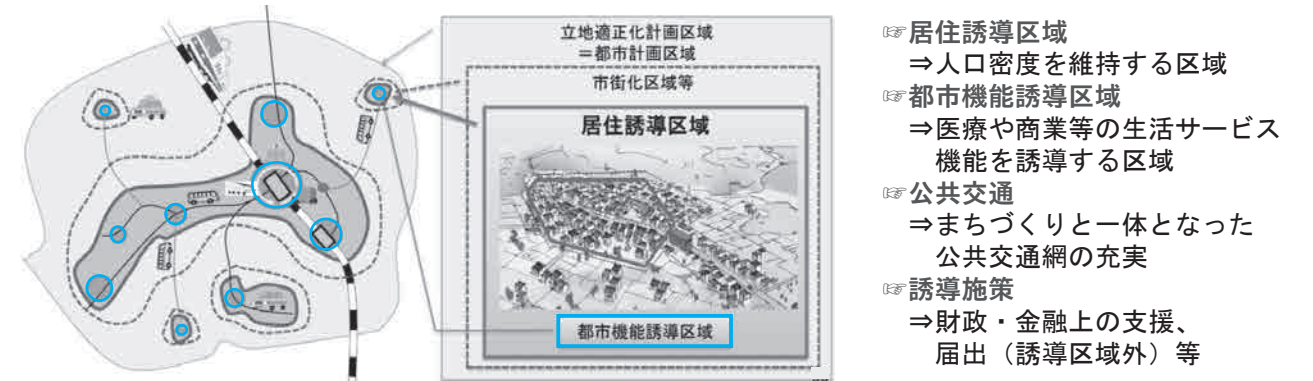 立地適正化計画区域
＝都市計画区域
市街化区域等
居住誘導区域
都市機能誘導区域
☞居住誘導区域
⇒人口密度を維持する区域
☞都市機能誘導区域
⇒医療や商業等の生活サービス
機能を誘導する区域
☞公共交通
⇒まちづくりと一体となった
公共交通網の充実
☞誘導施策
⇒財政・金融上の支援、
届出（誘導区域外）等